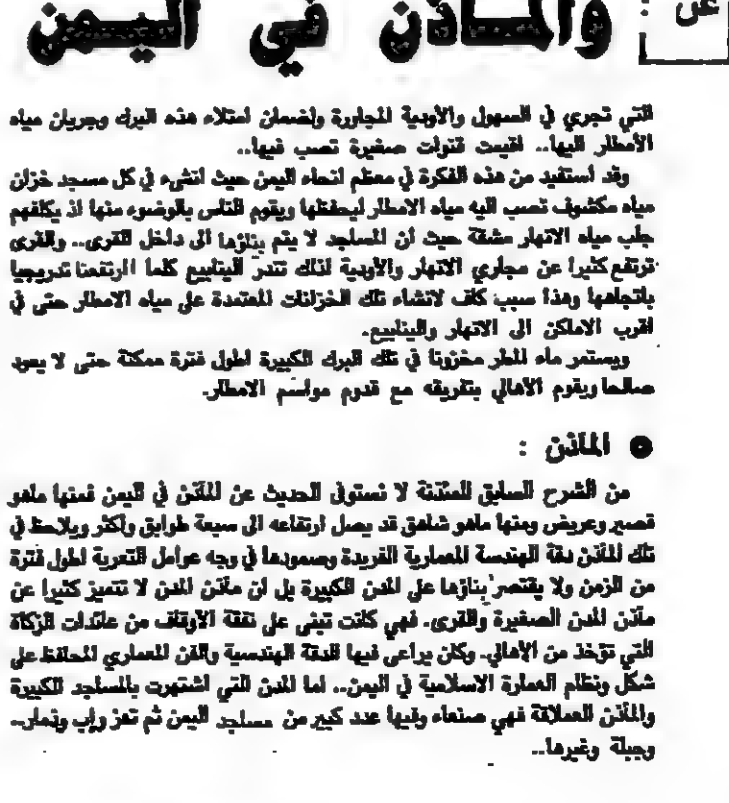 عن :
والمـــآذن في اليـمن
التي تجري في السهول والأودية المجاورة ولضمان امتلاء هذه البرك وجريان مياه
الأمطار اليها.. اقيمت قنوات صغيرة تصب فيها..
وقد استفيد من هذه الفكرة في معظم انحاء اليمن حيث انشيء في كل مسجد خزان
مياه مكشوف تصب اليه مياه الامطار ليحفظها ويقوم الناس بالوضوء منها اذ يكلفهم
جلب مياه الانهار مشقة حيث ان المساجد لا يتم بناؤها الى داخل القرى.. والقرى
ترتفع كثيرا عن مجاري الانهار والأودية لذلك تندر الينابيع كلما ارتفعنا تدريجيا
باتجاهها وهذا سبب كاف لانشاء تلك الخزانات المعتمدة على مياه الامطار حتى في
اقرب الاماكن الى الانهار والينابيع.
ويستمر ماء المطر مخزونا في تلك البرك الكبيرة اطول فترة ممكنة حتى لا يعود
صالحا ويقوم الأهالي بتفريقه مع قدوم مواسم الامطار.
● المآذن :
من الشرح السابق للمئذنة لا نستوفي الحديث عن المآذن في اليمن فمنها ماهو
قصير وعريض ومنها ماهو شاهق قد يصل ارتفاعه الى سبعة طوابق وأكثر ويلاحظ في
تلك المآذن دقة الهندسة المعمارية الفريدة وصمودها في وجه عوامل التعرية اطول فترة
من الزمن ولا يقتصر بناؤها على المدن الكبيرة بل ان مآذن المدن لا تتميز كثيرا عن
مآذن المدن الصغيرة والقرى. فهي كانت تبنى على نفقة الأوقاف من عائدات الزكاة
التي تؤخذ من الأهالي. وكان يراعى فيها الدقة الهندسية والفن المعماري المحافظ على
شكل ونظام العمارة الاسلامية في اليمن.. اما المدن التي اشتهرت بالمساجد الكبيرة
والمآذن العملاقة فهي صنعاء وفيها عدد كبير من مساجد اليمن ثم تعز وإب وذمار..
وجبلة وغيرها..